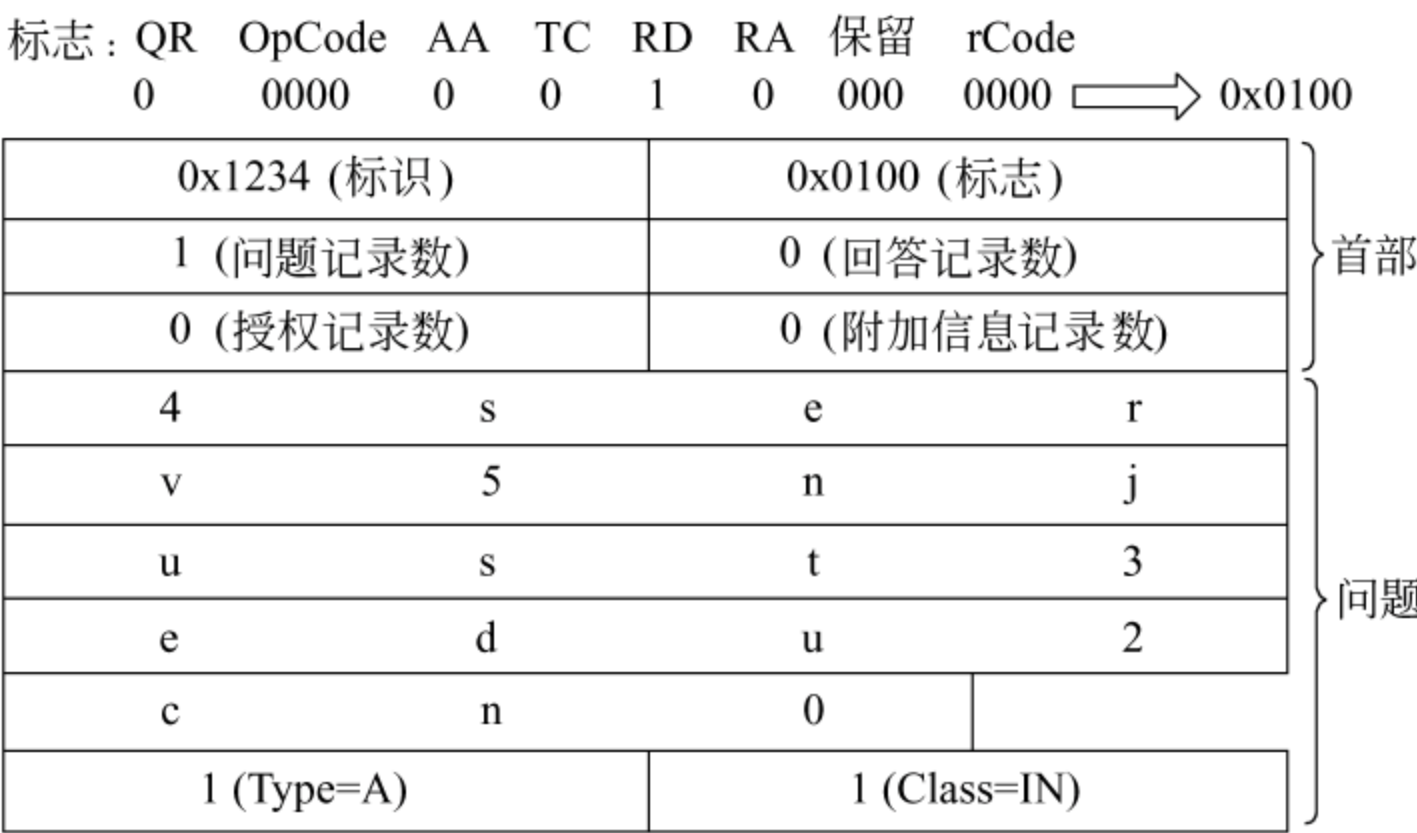 标志: QR OpCode AA TC RD RA 保留 rCode
0 0000 0 0 1 0 000 0000 0x0100
0x1234 (标识) 0x0100 (标志)
1 (问题记录数) 0 (回答记录数)
首部
0 (授权记录数) 0 (附加信息记录数)
4 s e r
v 5 n j
u s t 3
问题
e d u 2
c n 0
1 (Type=A) 1 (Class=IN)